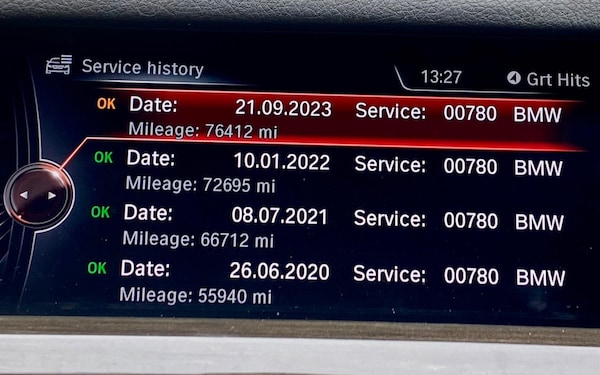 Service history 13:27 Grt Hits
OK Date: 21.09.2023 Service: 00780 BMW
Mileage: 76412 mi
OK Date: 10.01.2022 Service: 00780 BMW
Mileage: 72695 mi
OK Date: 08.07.2021 Service: 00780 BMW
Mileage: 66712 mi
OK Date: 26.06.2020 Service: 00780 BMW
Mileage: 55940 mi